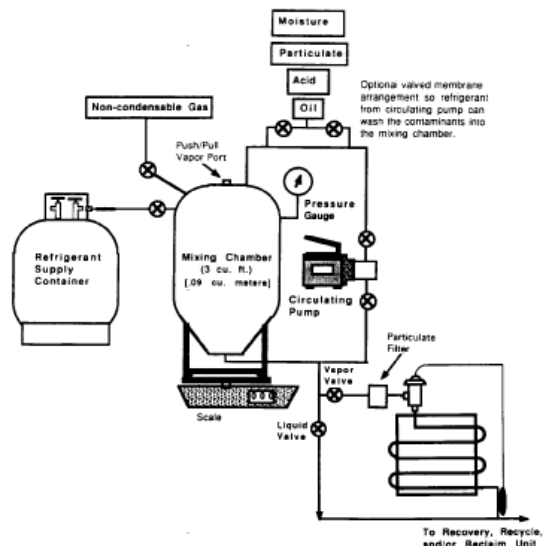 Moisture
Particulate
Acid
Oil
Optional valved membrane
arrangement so refrigerant
from circulating pump can
wash the contaminants into
the mixing chamber.
Non-condensable Gas
Push/Pull
Vapor Port
Pressure
Gauge
Refrigerant
Supply
Container
Mixing Chamber
(3 cu. ft.)
[.09 cu. metere]
Circulating
Pump
Particulate
Filter
Vapor
Valve
Scale
Liquid
Valve
To Recovery, Recycle,
and/or Reclaim Unit